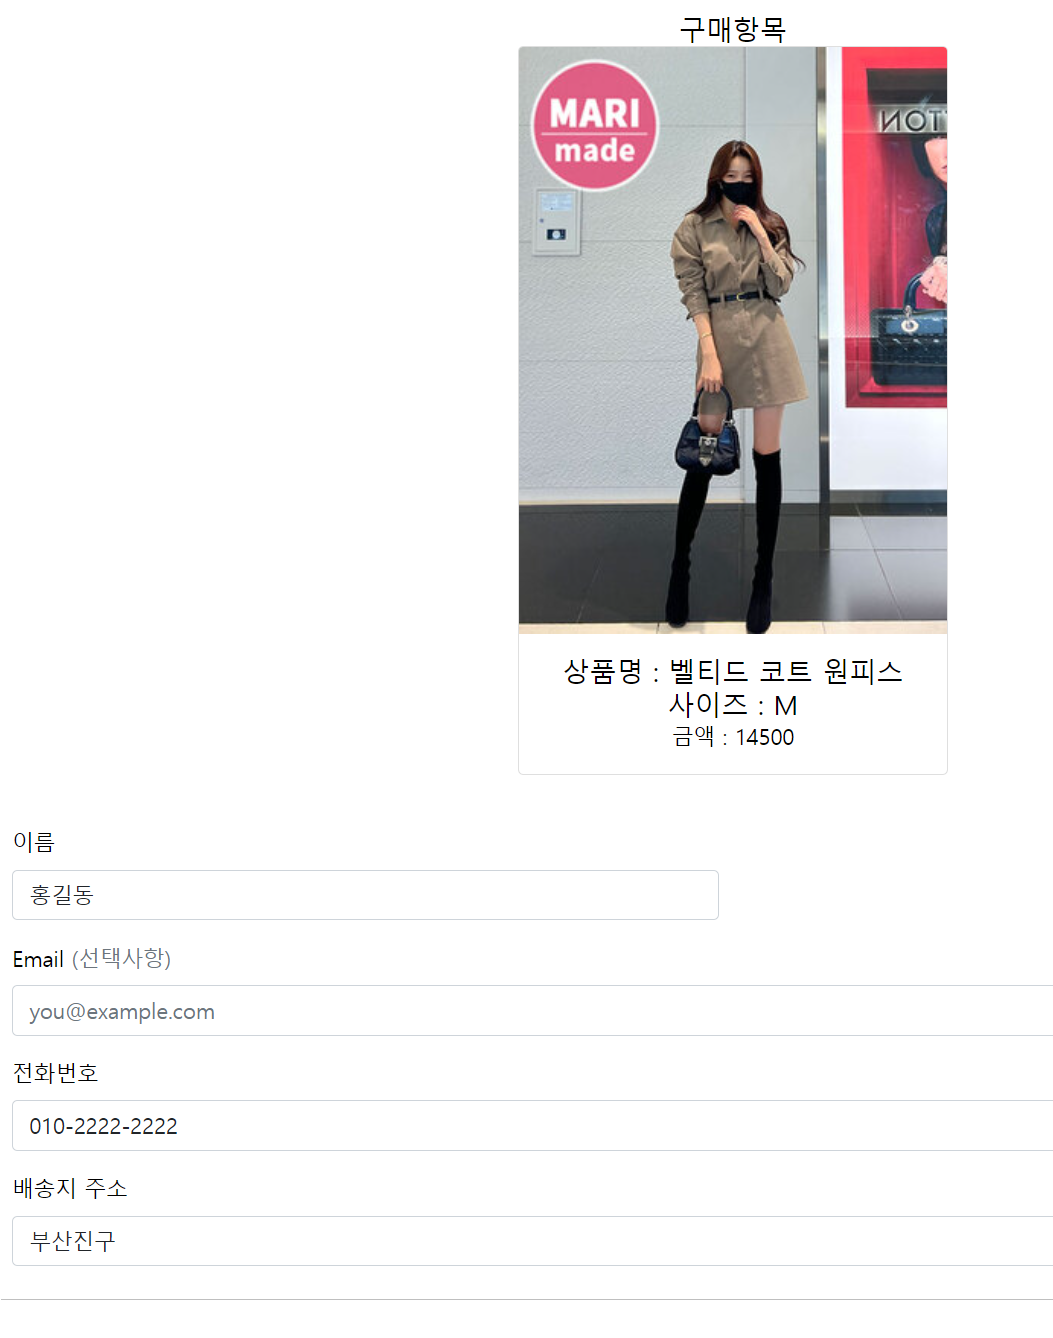 구매항목
MARI
made
NOTT
상품명 : 벨티드 코트 원피스
사이즈 : M
금액 : 14500
이름
홍길동
Email (선택사항)
you@example.com
전화번호
010-2222-2222
배송지 주소
부산진구